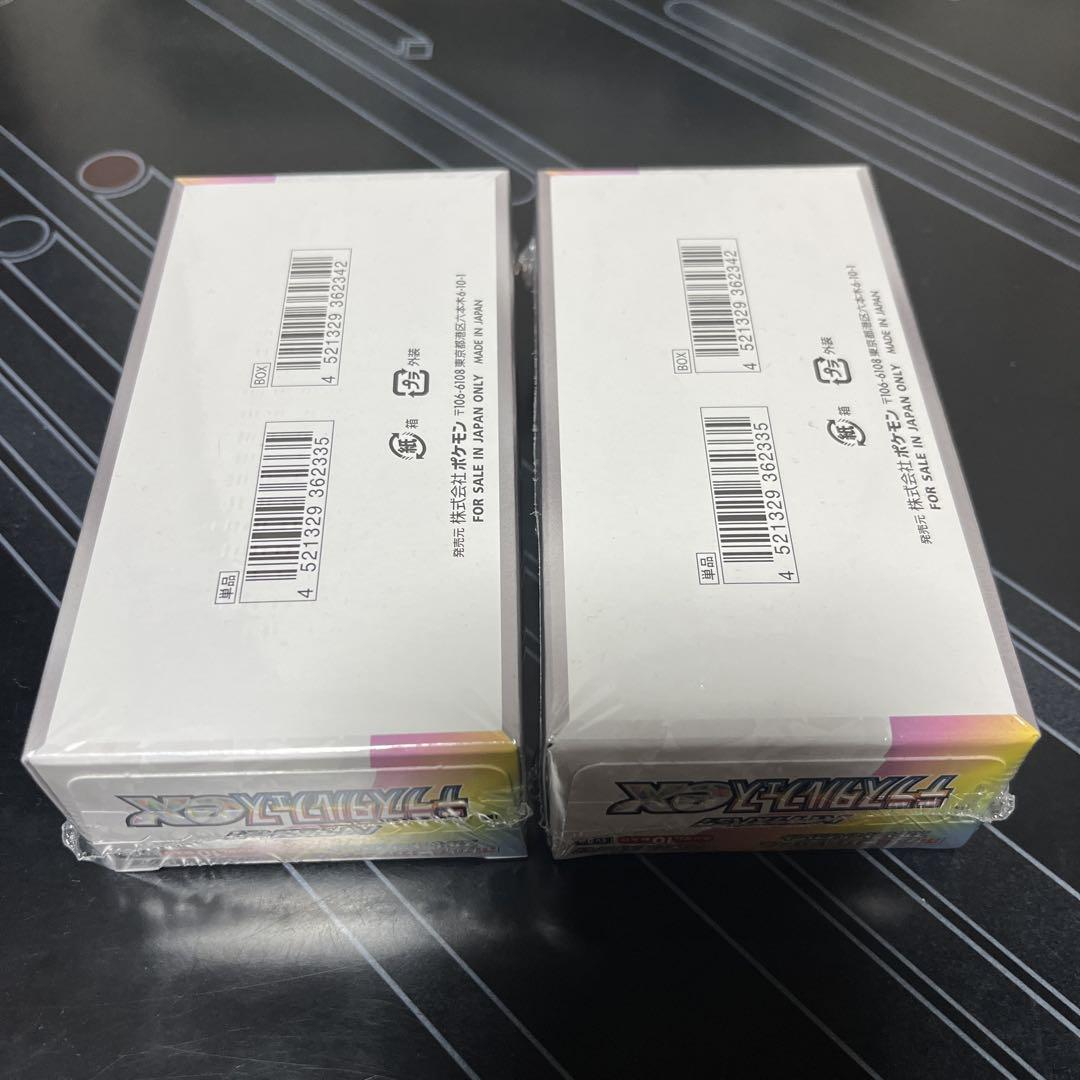 BOX
4 521329 362342
単品
4 521329 362335
紙 箱
プラ 外装
発売元 株式会社ポケモン 〒106-6108 東京都港区六本木6-10-1
FOR SALE IN JAPAN ONLY MADE IN JAPAN
テラスタルフェスex
BOX
4 521329 362342
単品
4 521329 362335
紙 箱
プラ 外装
発売元 株式会社ポケモン 〒106-6108 東京都港区六本木6-10-1
FOR SALE IN JAPAN ONLY MADE IN JAPAN
テラスタルフェスex